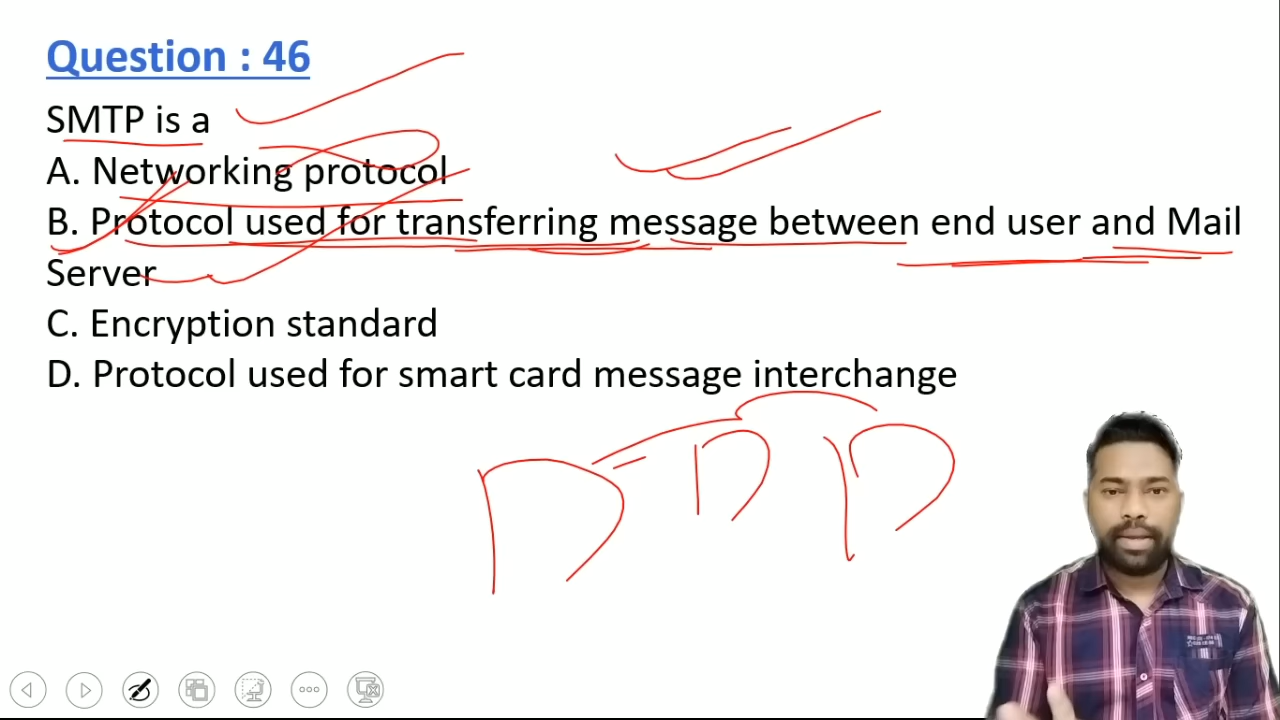 Question : 46
SMTP is a
A. Networking protocol
B. Protocol used for transferring message between end user and Mail
Server
C. Encryption standard
D. Protocol used for smart card message interchange